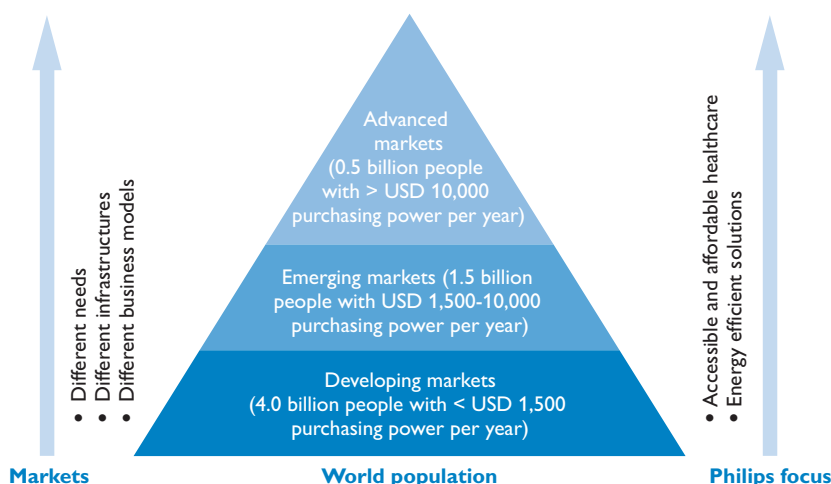 Advanced
markets
(0.5 billion people
with > USD 10,000
purchasing power per year)
Emerging markets (1.5 billion
people with USD 1,500-10,000
purchasing power per year)
Developing markets
(4.0 billion people with < USD 1,500
purchasing power per year)
• Different needs
• Different infrastructures
• Different business models
• Accessible and affordable healthcare
• Energy efficient solutions
Markets
World population
Philips focus